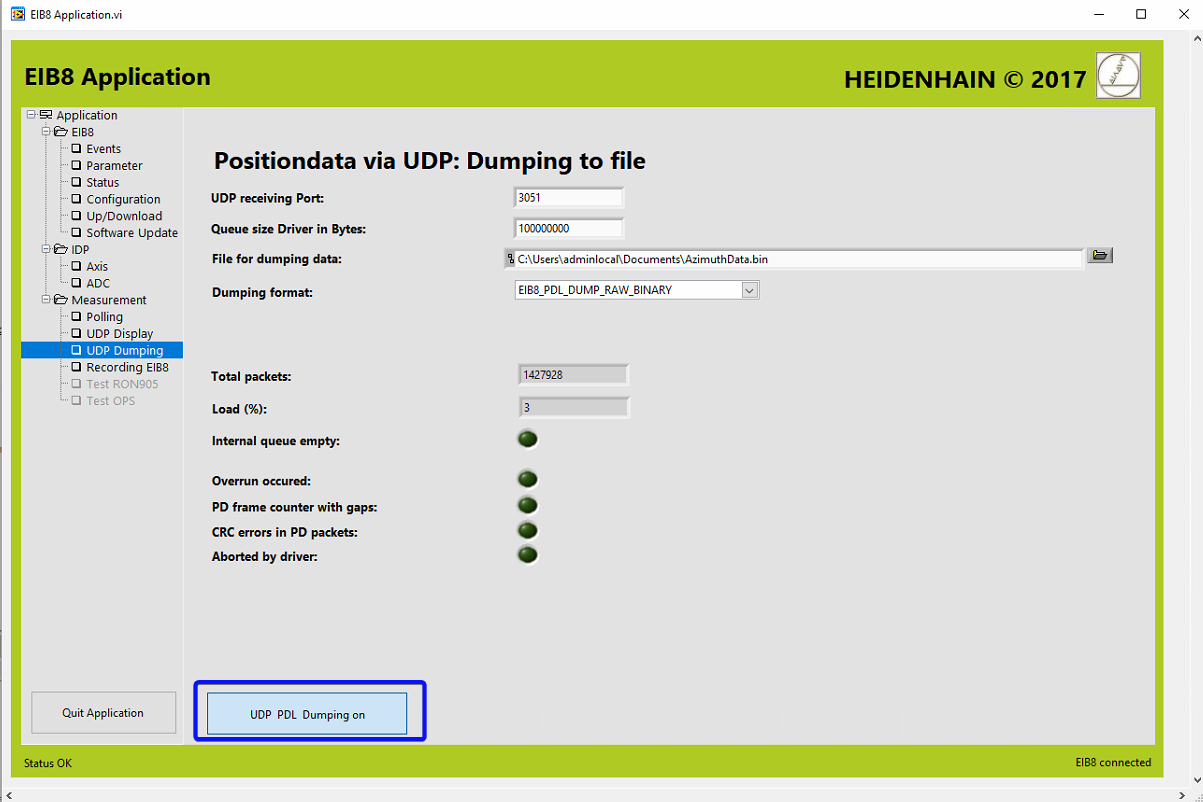 EIB8 Application.vi
EIB8 Application
HEIDENHAIN © 2017
Application
EIB8
Events
Parameter
Status
Configuration
Up/Download
Software Update
IDP
Axis
ADC
Measurement
Polling
UDP Display
UDP Dumping
Recording EIB8
Test RON905
Test OPS
Positiondata via UDP: Dumping to file
UDP receiving Port: 3051
Queue size Driver in Bytes: 100000000
File for dumping data: C:\Users\adminlocal\Documents\AzimuthData.bin
Dumping format: EIB8_PDL_DUMP_RAW_BINARY
Total packets: 1427928
Load (%): 3
Internal queue empty:
Overrun occured:
PD frame counter with gaps:
CRC errors in PD packets:
Aborted by driver:
Quit Application
UDP PDL Dumping on
Status OK
EIB8 connected